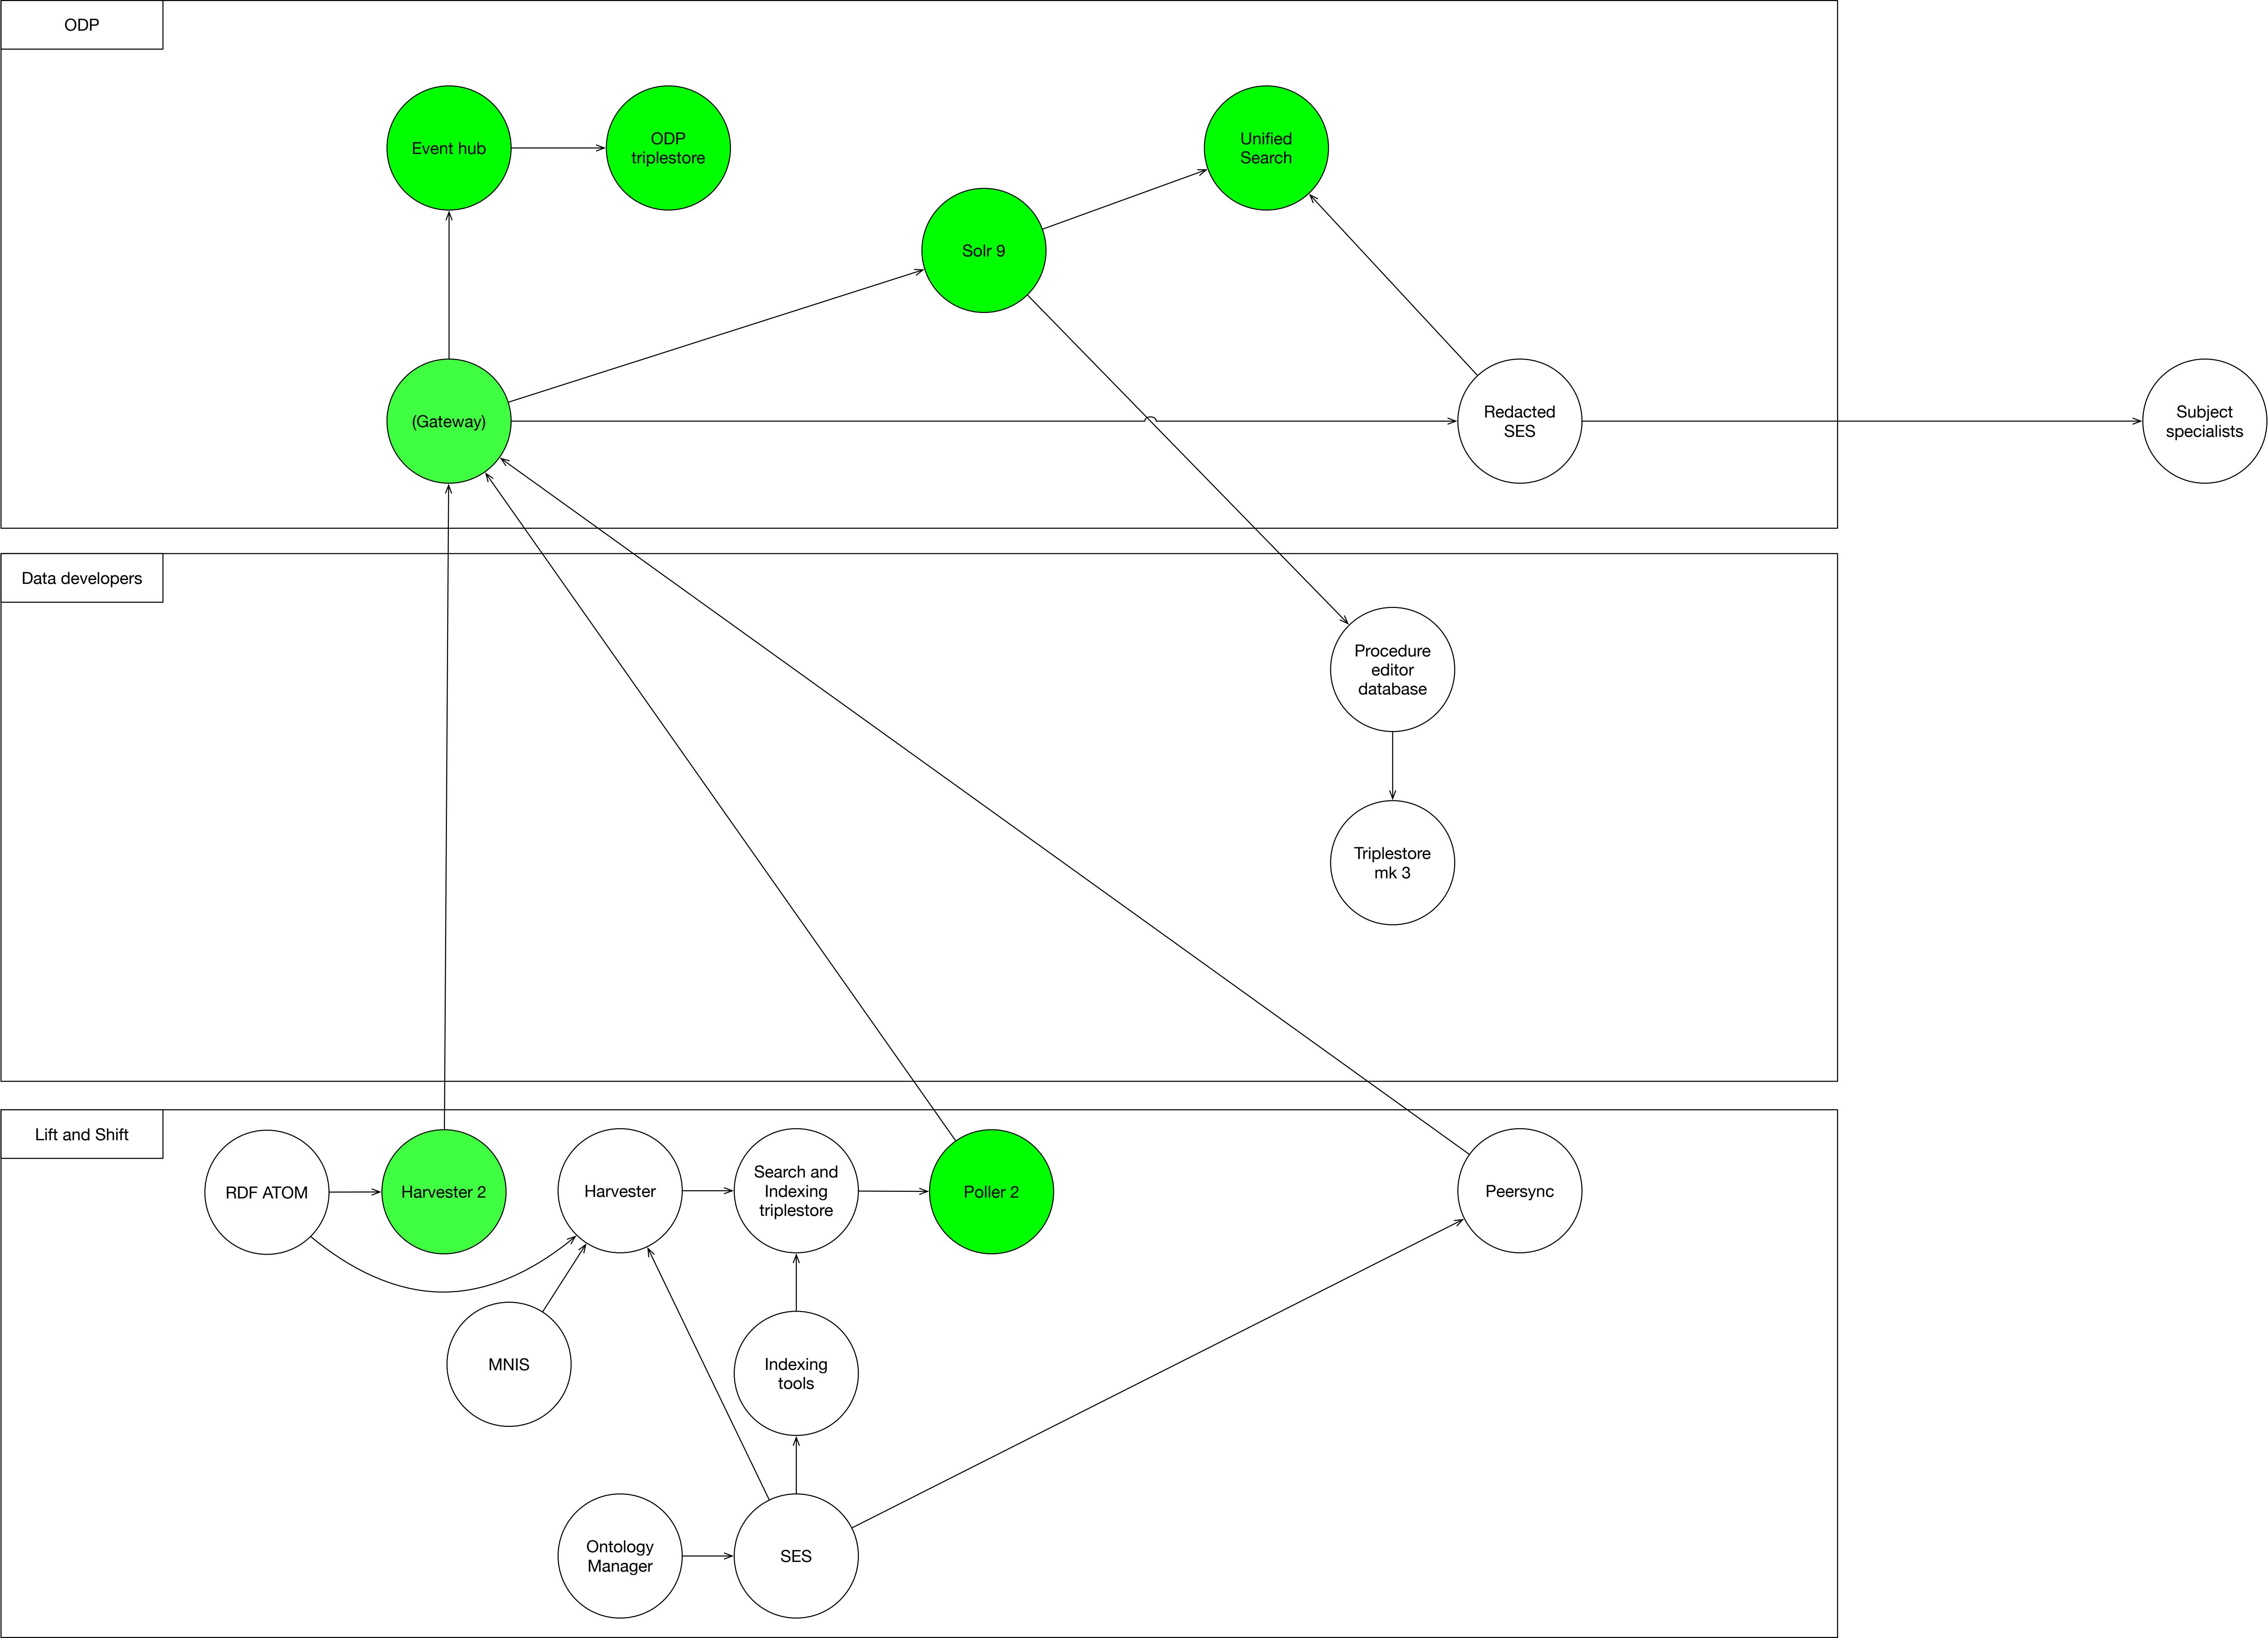 ODP
Event hub
ODP
triplestore
Unified
Search
Solr 9
(Gateway)
Redacted
SES
Subject
specialists
Data developers
Procedure
editor
database
Triplestore
mk 3
Lift and Shift
RDF ATOM
Harvester 2
Harvester
Search and
Indexing
triplestore
Poller 2
Peersync
MNIS
Indexing
tools
Ontology
Manager
SES